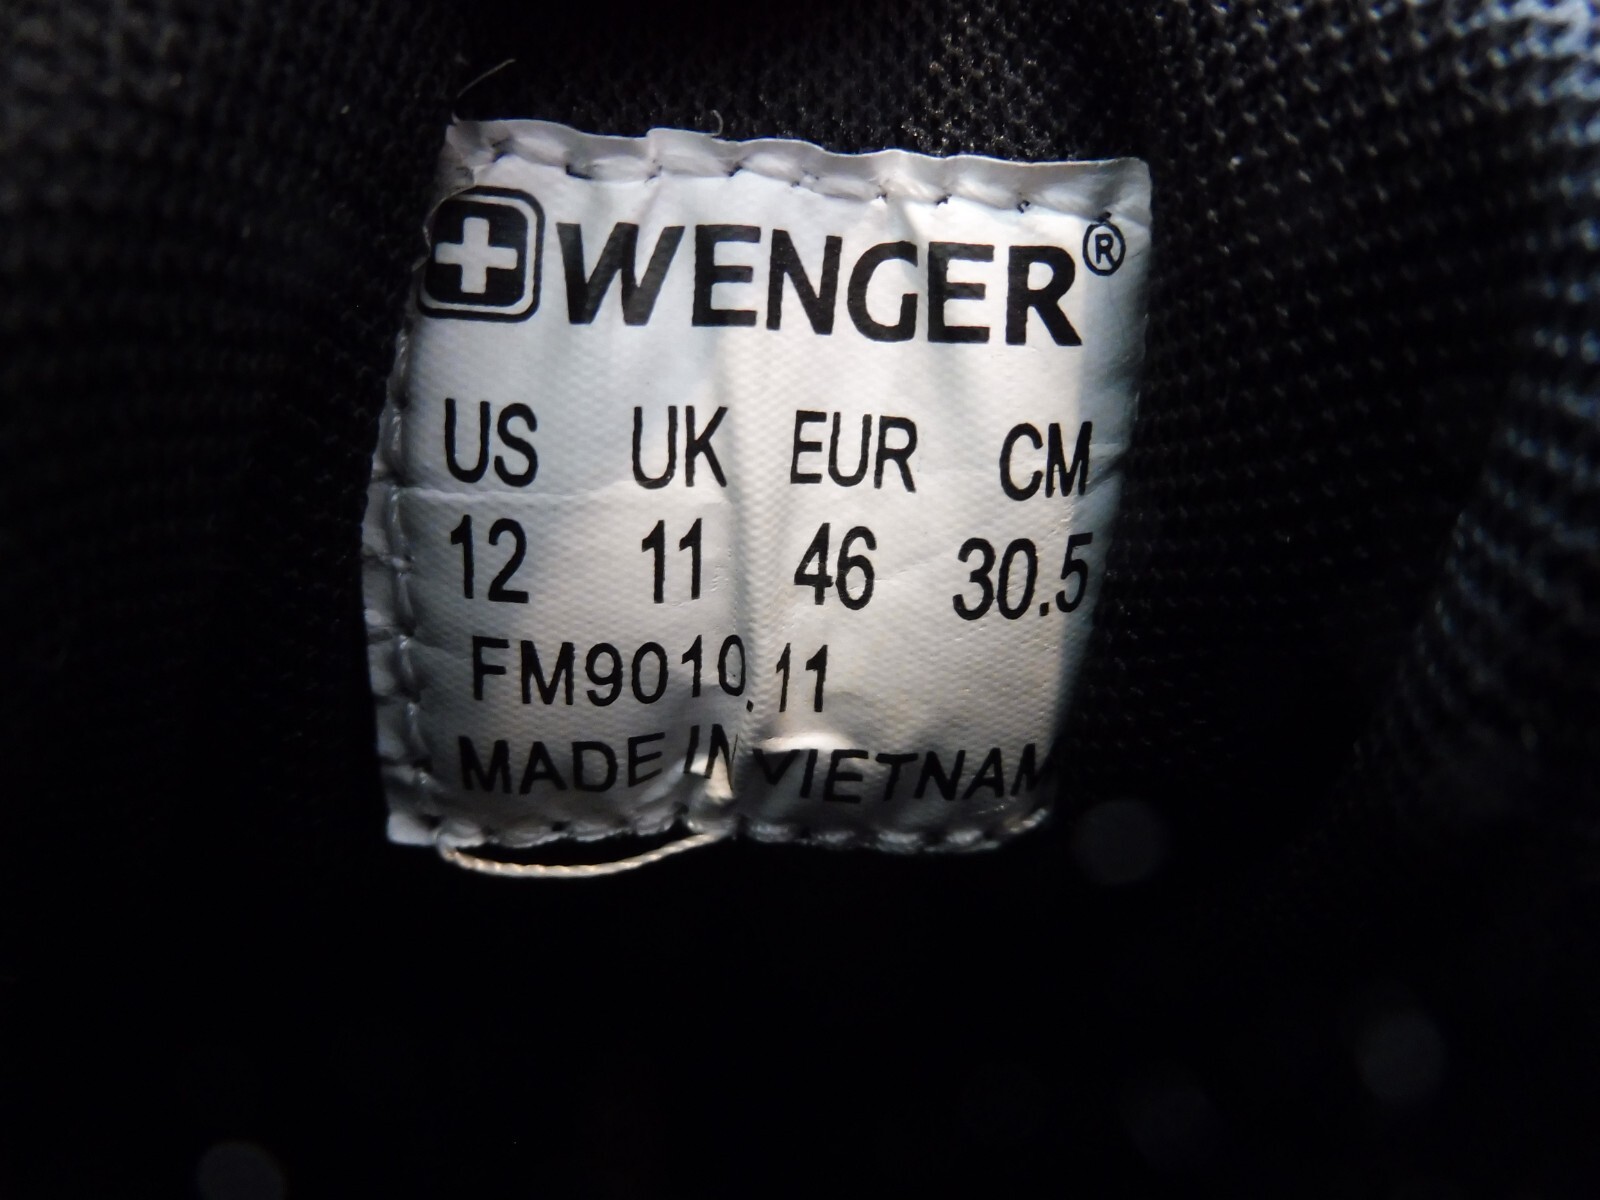 WENGER®
US UK EUR CM
12 11 46 30.5
FM9010.11
MADE IN VIETNAM